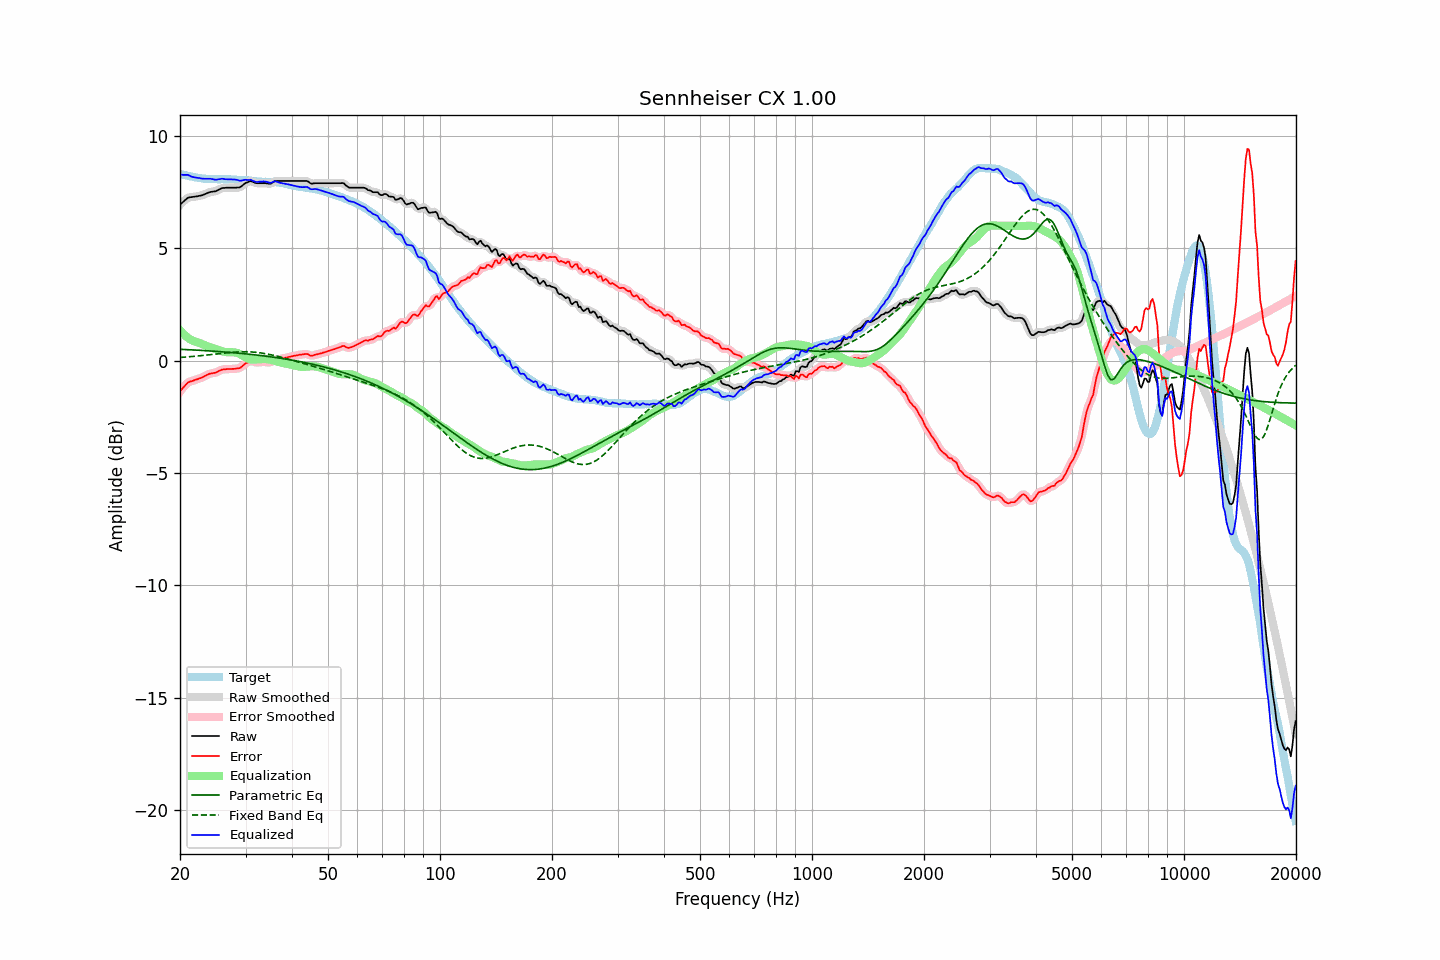 Sennheiser CX 1.00
Amplitude (dBr)
10
5
0
−5
−10
−15
−20
Target
Raw Smoothed
Error Smoothed
Raw
Error
Equalization
Parametric Eq
Fixed Band Eq
Equalized
20 50 100 200 500 1000 2000 5000 10000 20000
Frequency (Hz)